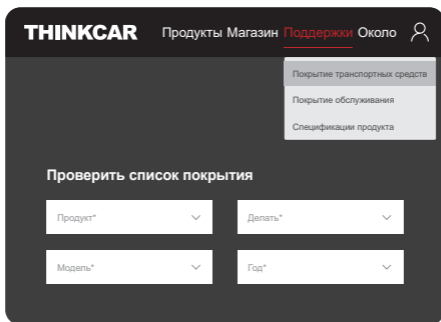 THINKCAR Продукты Магазин Поддержки Около
Покрытие транспортных средств
Покрытие обслуживания
Спецификации продукта
Проверить список покрытия
Продукт* Делать*
Модель* Год*